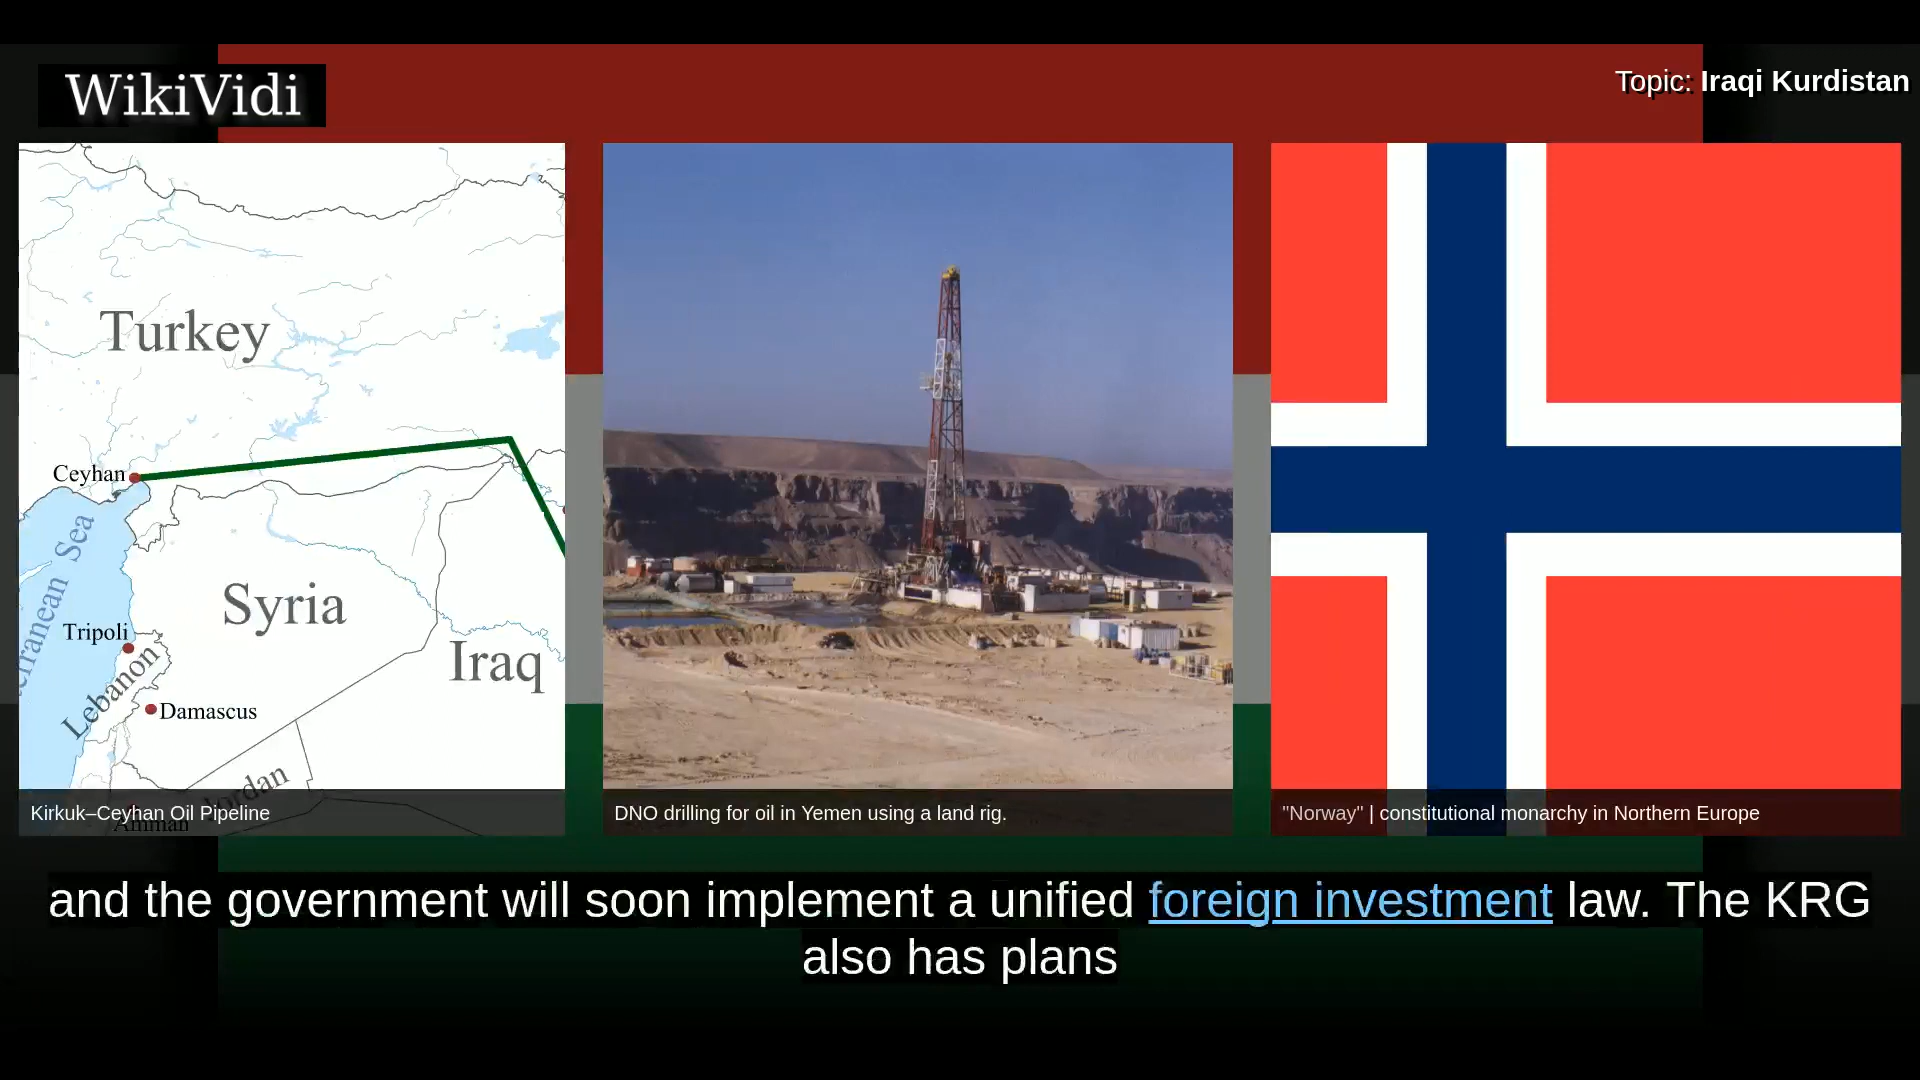 WikiVidi
Topic: Iraqi Kurdistan
Turkey
Ceyhan
Sea
Syria
Tripoli
Iraq
Lebanon
Damascus
Amman
Kirkuk–Ceyhan Oil Pipeline
DNO drilling for oil in Yemen using a land rig.
"Norway" | constitutional monarchy in Northern Europe
and the government will soon implement a unified foreign investment law. The KRG
also has plans